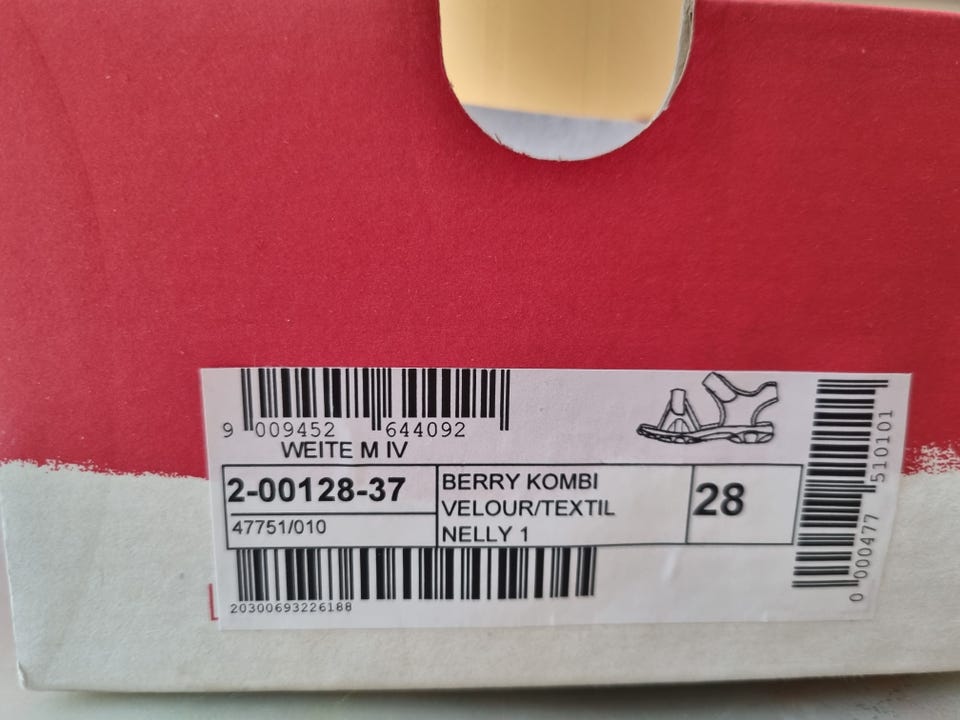 9 009452 644092
WEITE M IV
2-00128-37
47751/010
BERRY KOMBI
VELOUR/TEXTIL
NELLY 1
28
20300693226188
0 000477 510101